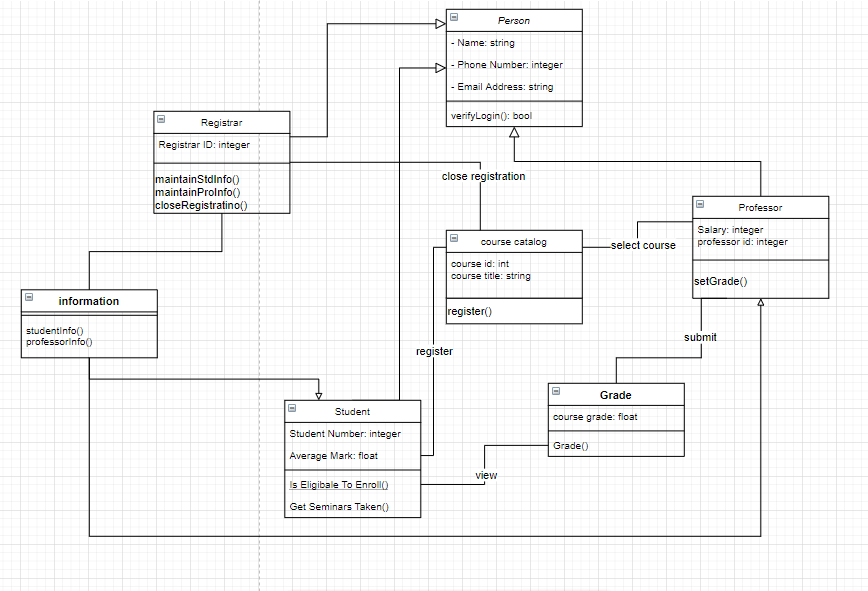 Person
- Name: string
- Phone Number: integer
- Email Address: string
verifyLogin(): bool
Registrar
Registrar ID: integer
maintainStdInfo()
maintainProInfo()
closeRegistratino()
close registration
Professor
Salary: integer
professor id: integer
setGrade()
course catalog
course id: int
course title: string
register()
select course
information
studentInfo()
professorInfo()
register
submit
Student
Student Number: integer
Average Mark: float
Is Eligibale To Enroll()
Get Seminars Taken()
Grade
course grade: float
Grade()
view